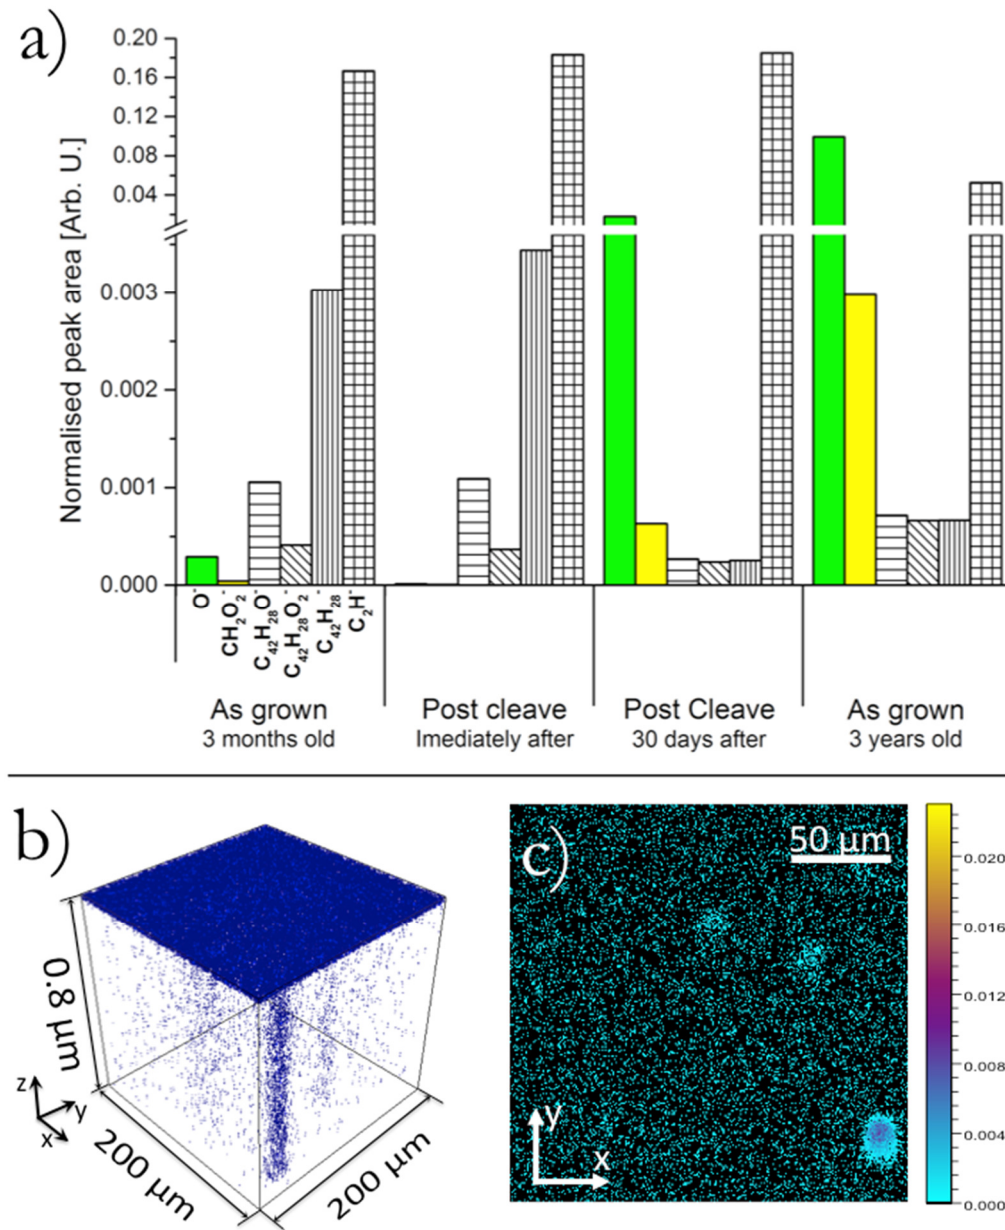 a)
Normalised peak area [Arb. U.]
0.20
0.16
0.12
0.08
0.04
0.003
0.002
0.001
0.000
O⁻
CH₂O₂⁻
C₄₂H₂₈O⁻
C₄₂H₂₈O₂⁻
C₄₂H₂₈⁻
C₂H⁻
As grown
3 months old
Post cleave
Imediately after
Post Cleave
30 days after
As grown
3 years old
b)
0.8 µm
z
y
x
200 µm
200 µm
c)
50 µm
y
x
0.020
0.016
0.012
0.008
0.004
0.000